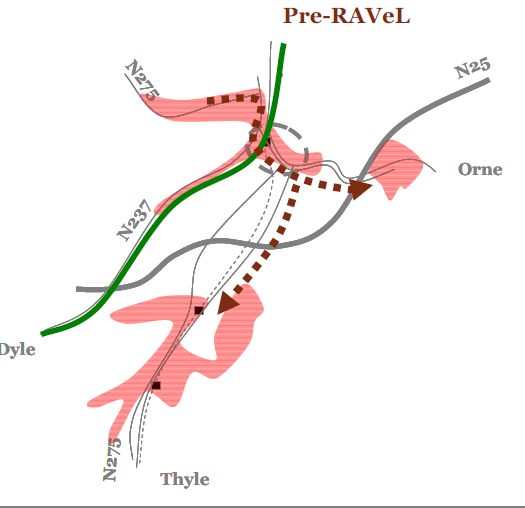 Pre-RAVeL
N275
N25
Orne
N237
Dyle
N275
Thyle